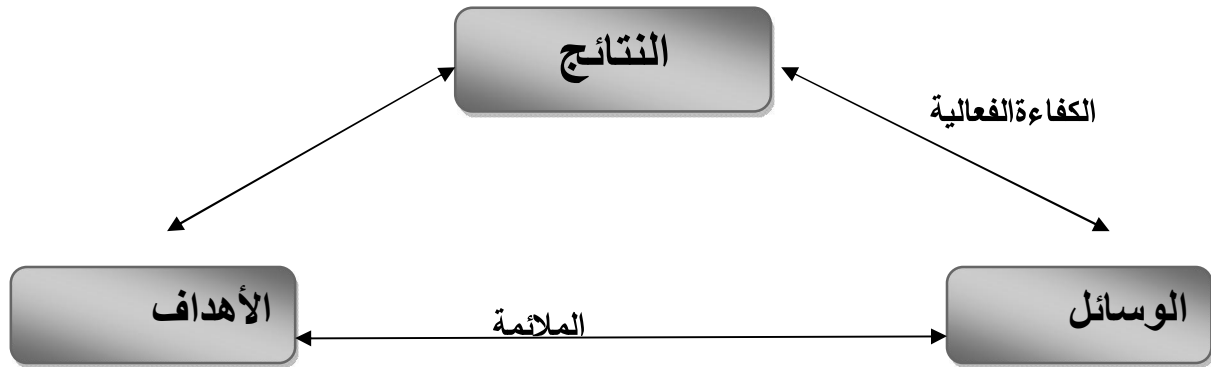 النتائج
الكفاءةالفعالية
الأهداف
الوسائل
الملائمة